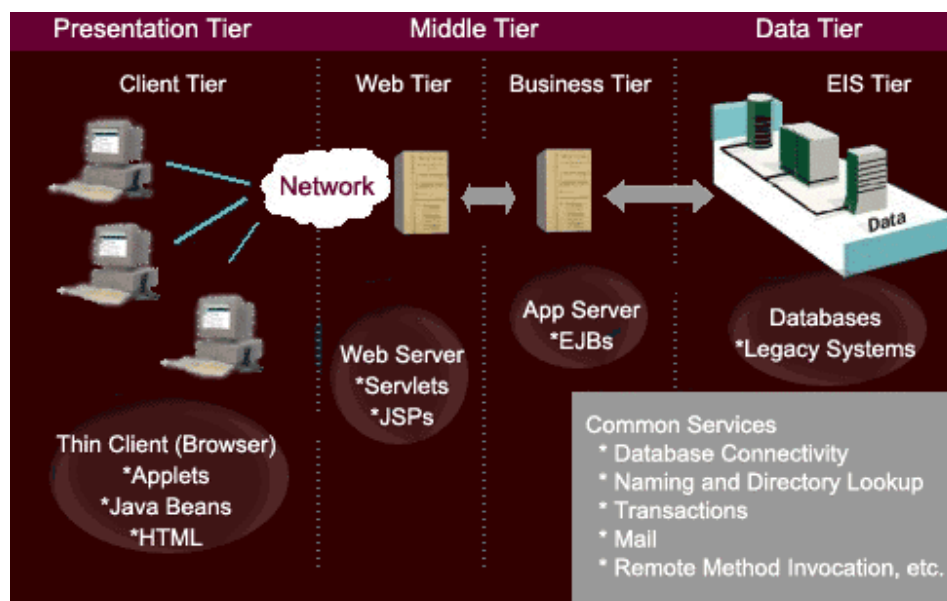 Presentation Tier
Middle Tier
Data Tier
Client Tier
Web Tier
Business Tier
EIS Tier
Network
Data
Thin Client (Browser)
*Applets
*Java Beans
*HTML
Web Server
*Servlets
*JSPs
App Server
*EJBs
Databases
*Legacy Systems
Common Services
* Database Connectivity
* Naming and Directory Lookup
* Transactions
* Mail
* Remote Method Invocation, etc.